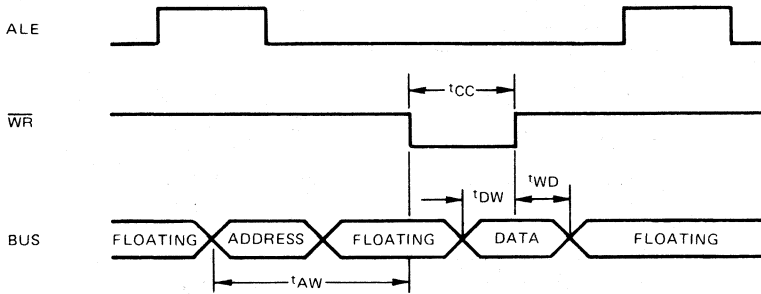 ALE
tCC
WR
tDW
tWD
BUS
FLOATING
ADDRESS
FLOATING
DATA
FLOATING
tAW